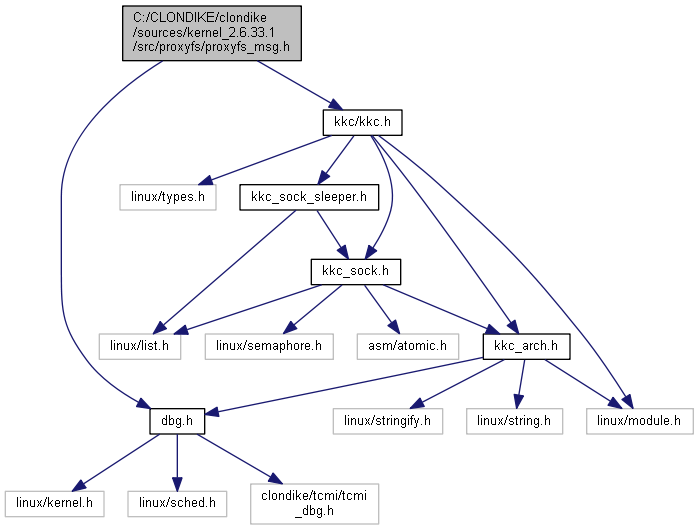 C:/CLONDIKE/clondike
/sources/kernel_2.6.33.1
/src/proxyfs/proxyfs_msg.h
kkc/kkc.h
linux/types.h
kkc_sock_sleeper.h
kkc_sock.h
linux/list.h
linux/semaphore.h
asm/atomic.h
kkc_arch.h
dbg.h
linux/stringify.h
linux/string.h
linux/module.h
linux/kernel.h
linux/sched.h
clondike/tcmi/tcmi
_dbg.h